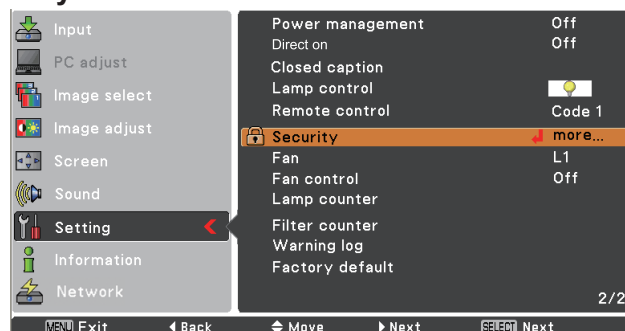 Input
PC adjust
Image select
Image adjust
Screen
Sound
Setting
Information
Network
Power management Off
Direct on Off
Closed caption
Lamp control
Remote control Code 1
Security more...
Fan L1
Fan control Off
Lamp counter
Filter counter
Warning log
Factory default
2/2
MENU Exit Back Move Next SELECT Next